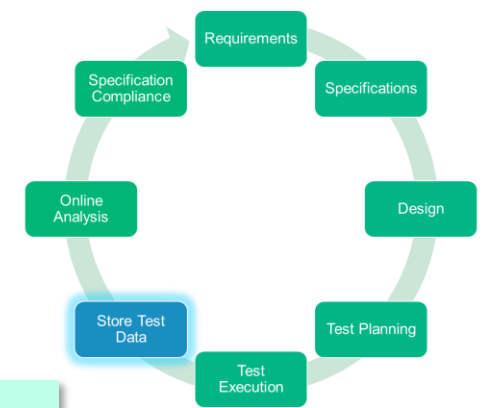 Requirements
Specifications
Design
Test Planning
Test
Execution
Store Test
Data
Online
Analysis
Specification
Compliance